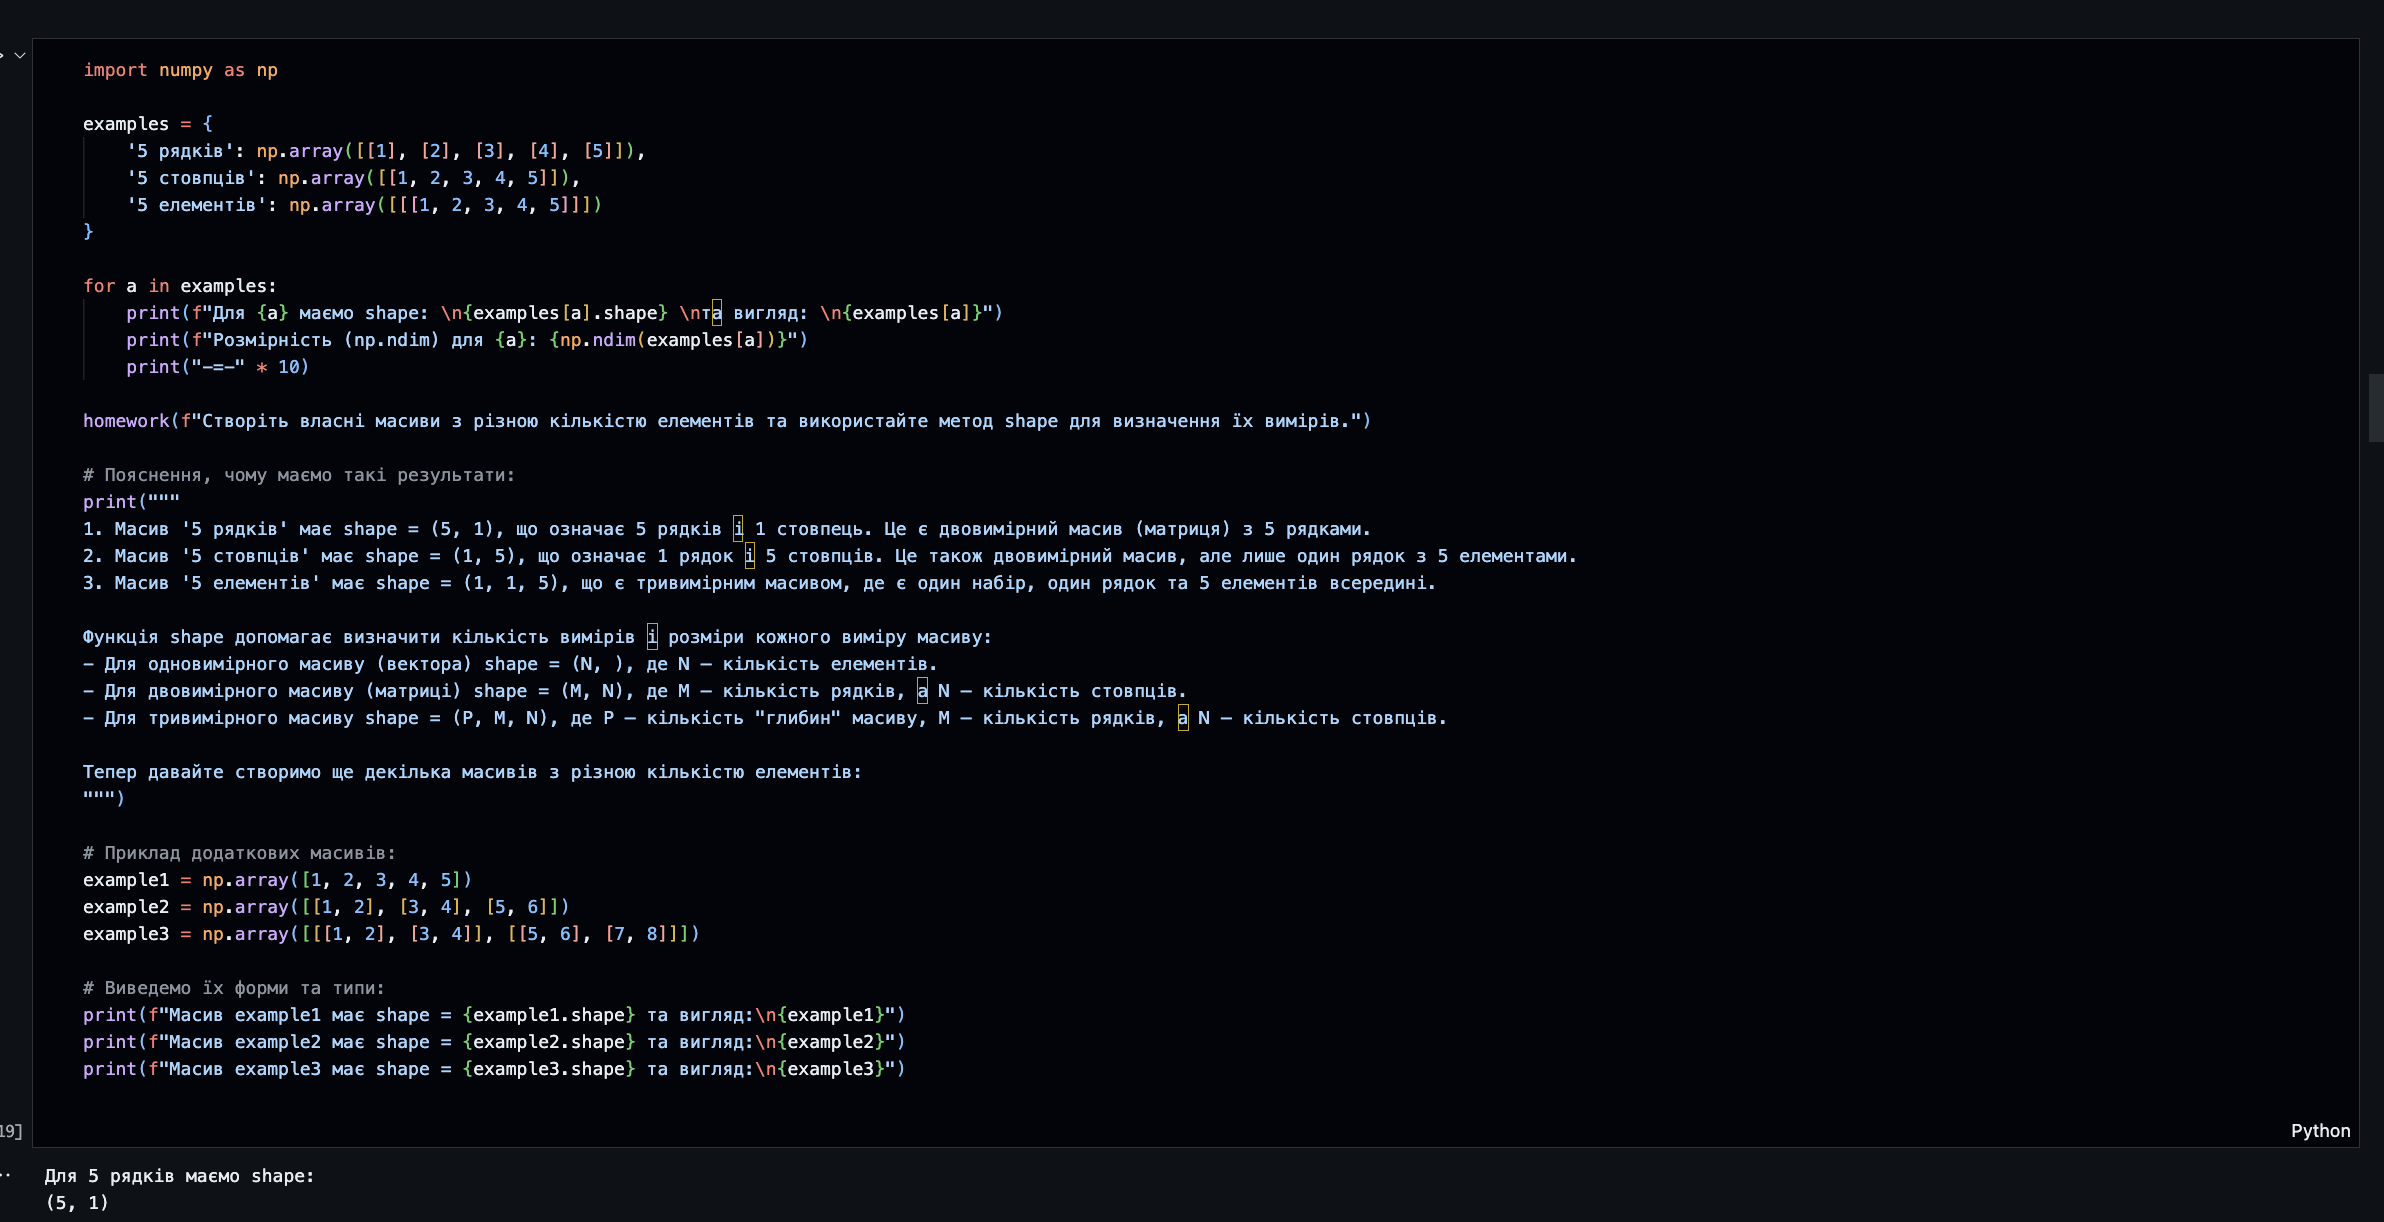 import numpy as np
examples = {
'5 рядків': np.array([[1], [2], [3], [4], [5]]),
'5 стовпців': np.array([[1, 2, 3, 4, 5]]),
'5 елементів': np.array([[[1, 2, 3, 4, 5]]])
}
for a in examples:
print(f"Для {a} маємо shape: \n{examples[a].shape} \nта вигляд: \n{examples[a]}")
print(f"Розмірність (np.ndim) для {a}: {np.ndim(examples[a])}")
print("-=-" * 10)
homework(f"Створіть власні масиви з різною кількістю елементів та використайте метод shape для визначення їх вимірів.")
# Пояснення, чому маємо такі результати:
print("""
1. Масив '5 рядків' має shape = (5, 1), що означає 5 рядків і 1 стовпець. Це є двовимірний масив (матриця) з 5 рядками.
2. Масив '5 стовпців' має shape = (1, 5), що означає 1 рядок і 5 стовпців. Це також двовимірний масив, але лише один рядок з 5 елементами.
3. Масив '5 елементів' має shape = (1, 1, 5), що є тривимірним масивом, де є один набір, один рядок та 5 елементів всередині.
Функція shape допомагає визначити кількість вимірів і розміри кожного виміру масиву:
- Для одновимірного масиву (вектора) shape = (N, ), де N — кількість елементів.
- Для двовимірного масиву (матриці) shape = (M, N), де M — кількість рядків, а N — кількість стовпців.
- Для тривимірного масиву shape = (P, M, N), де P — кількість "глибин" масиву, M — кількість рядків, а N — кількість стовпців.
Тепер давайте створимо ще декілька масивів з різною кількістю елементів:
""")
# Приклад додаткових масивів:
example1 = np.array([1, 2, 3, 4, 5])
example2 = np.array([[1, 2], [3, 4], [5, 6]])
example3 = np.array([[[1, 2], [3, 4]], [[5, 6], [7, 8]]])
# Виведемо їх форми та типи:
print(f"Масив example1 має shape = {example1.shape} та вигляд:\n{example1}")
print(f"Масив example2 має shape = {example2.shape} та вигляд:\n{example2}")
print(f"Масив example3 має shape = {example3.shape} та вигляд:\n{example3}")
19]
Python
Для 5 рядків маємо shape:
(5, 1)